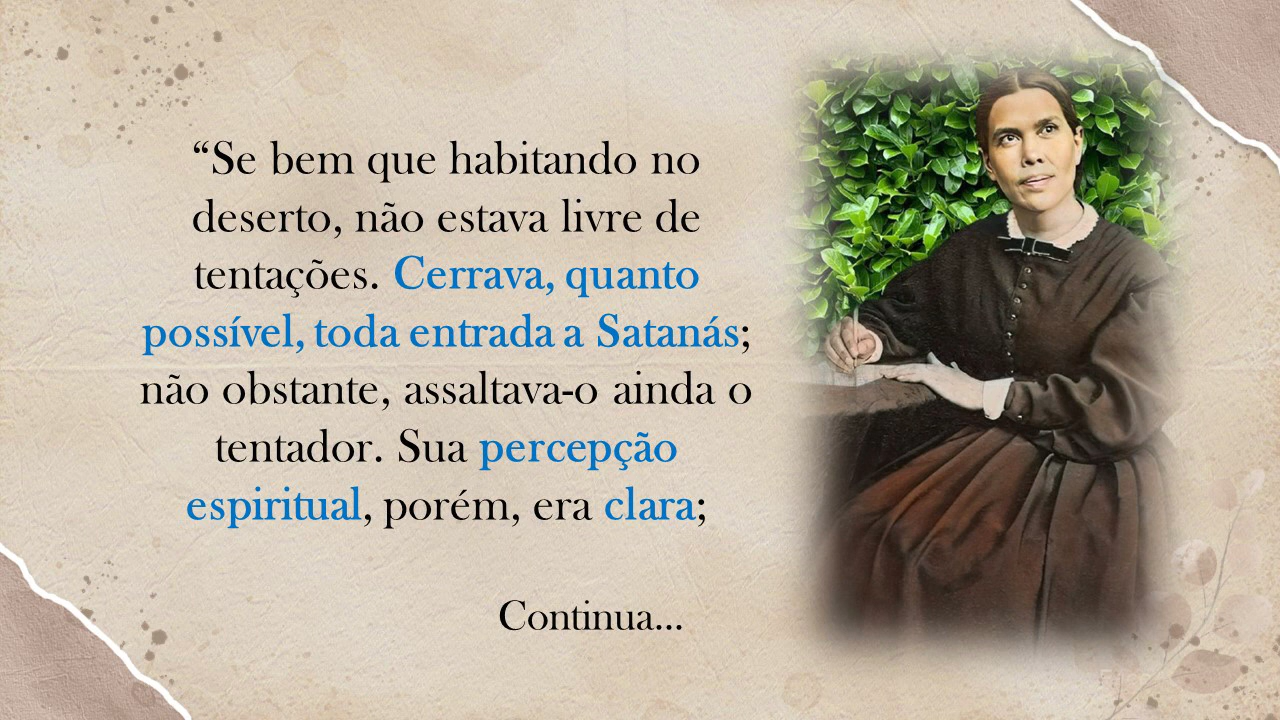 “Se bem que habitando no
deserto, não estava livre de
tentações. Cerrava, quanto
possível, toda entrada a Satanás;
não obstante, assaltava-o ainda o
tentador. Sua percepção
espiritual, porém, era clara;
Continua...